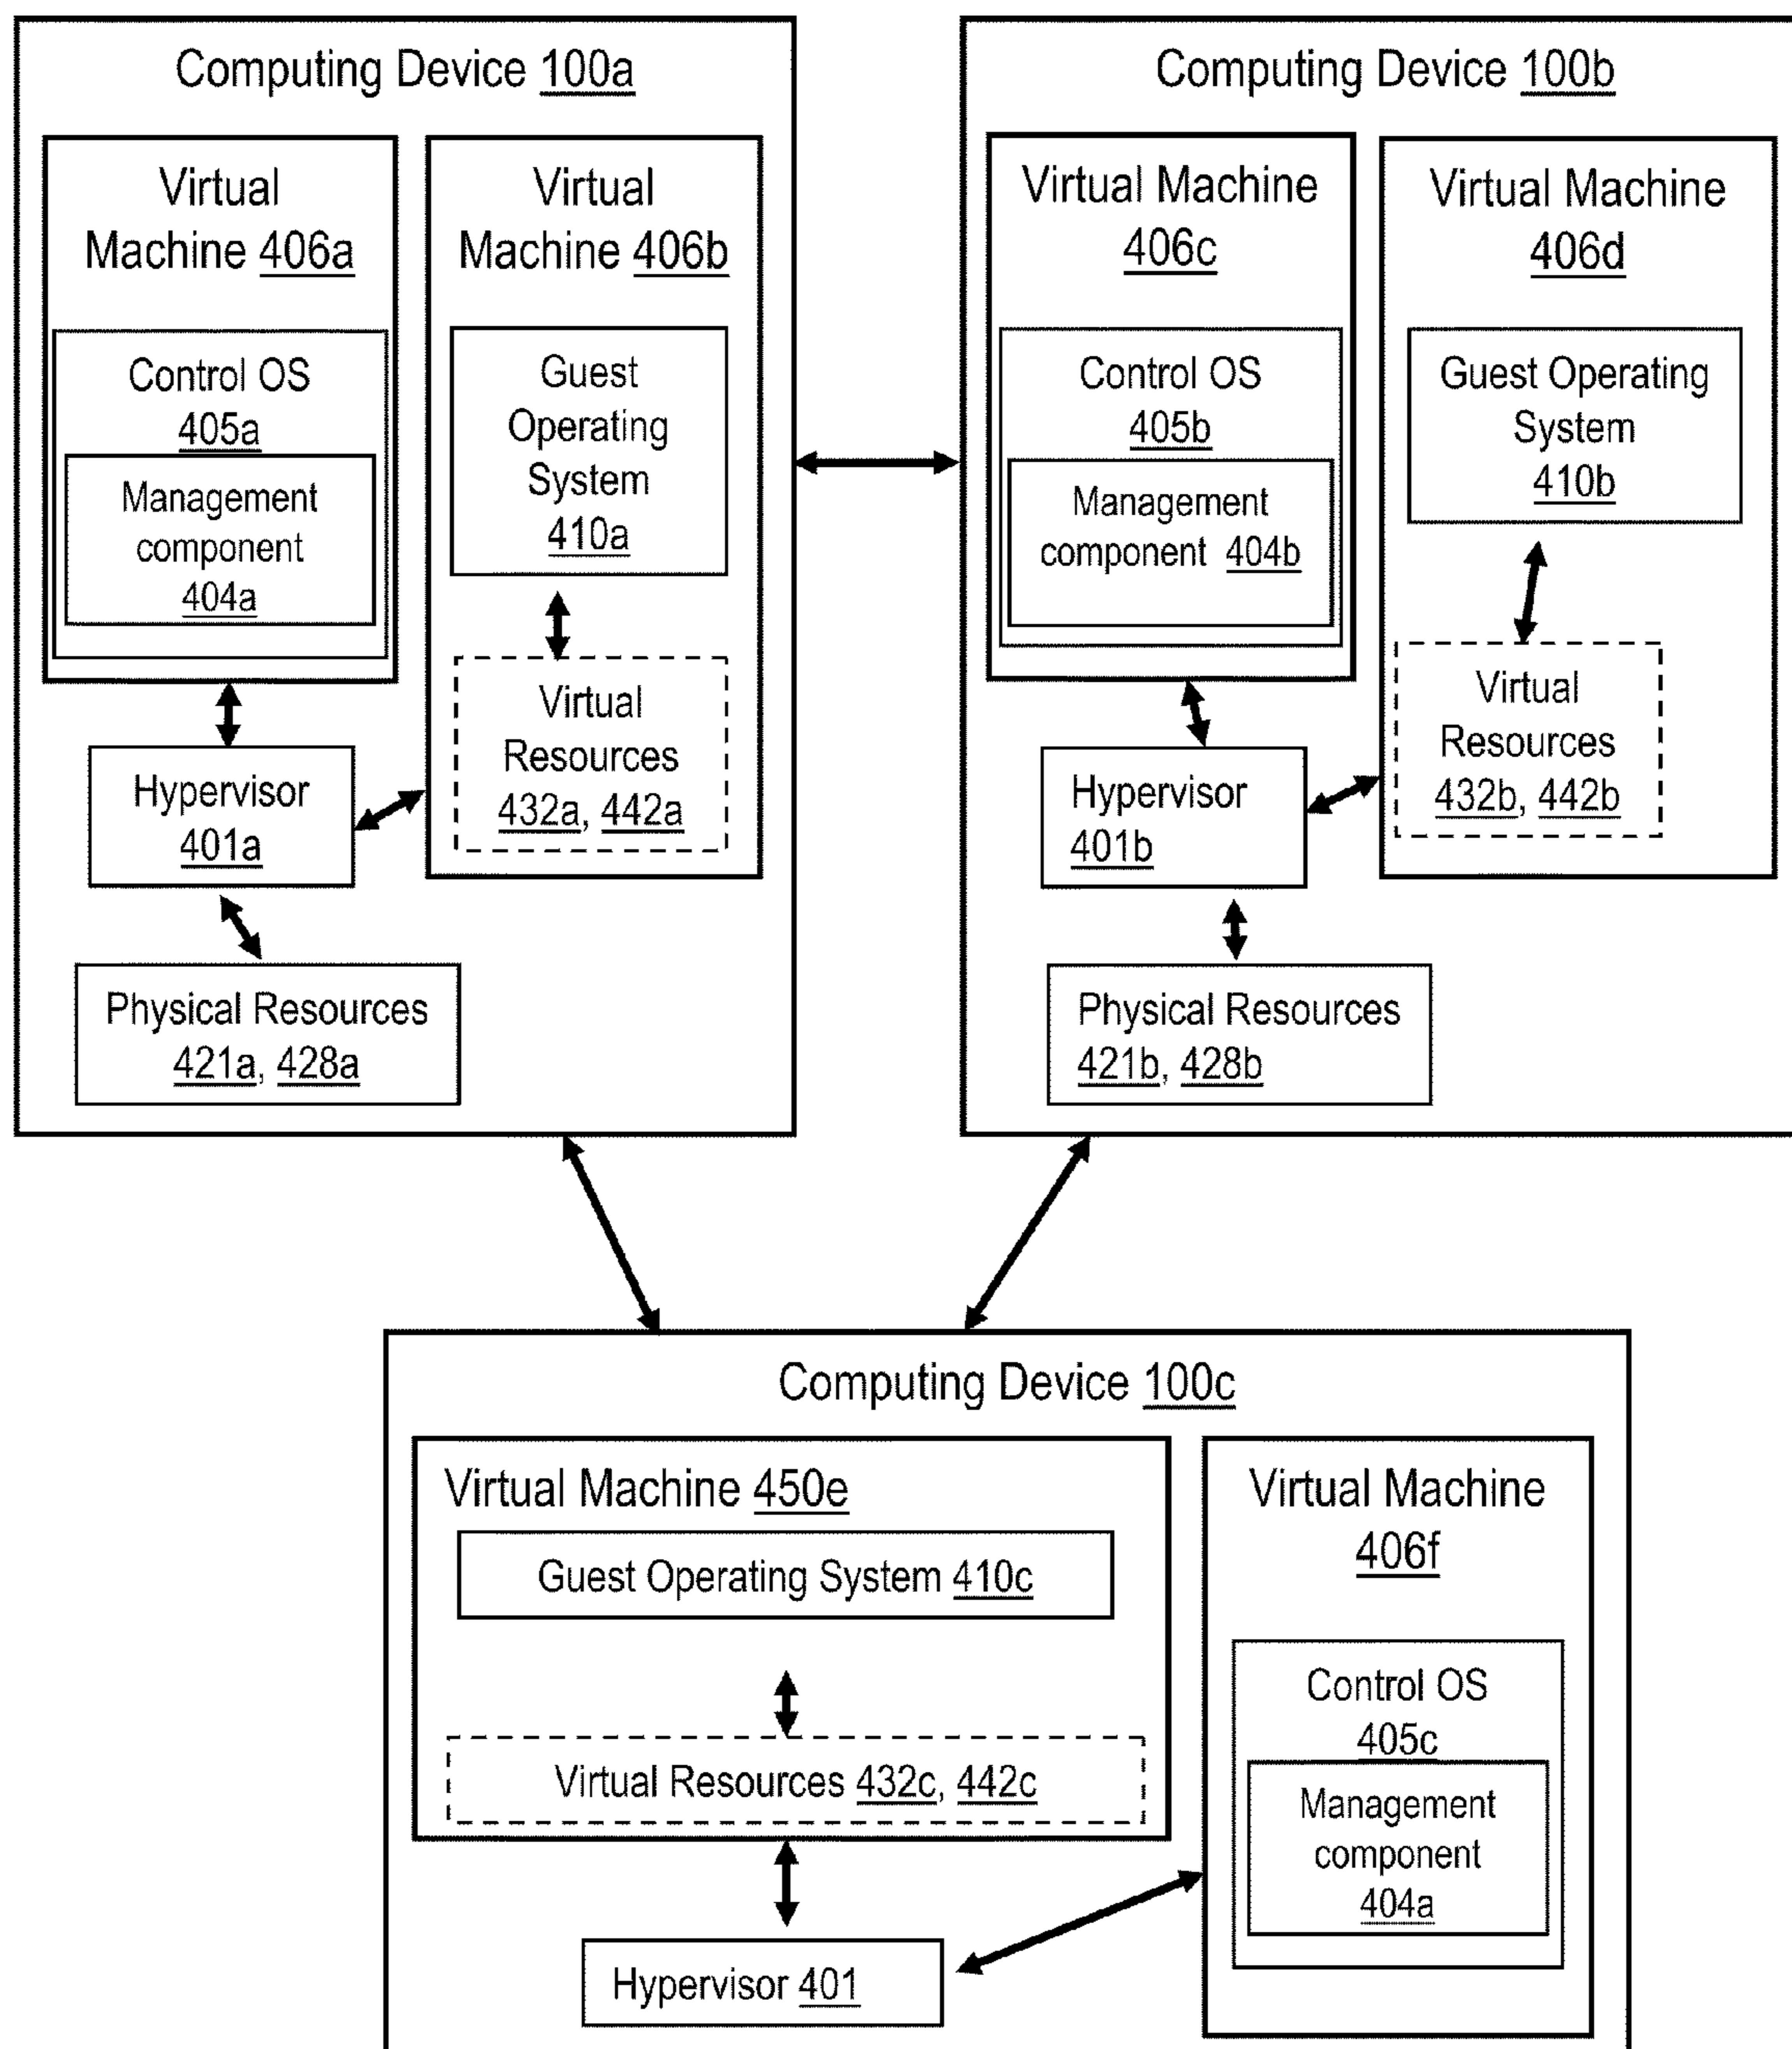 Computing Device 100a
Virtual
Machine 406a
Control OS
405a
Management
component
404a
Virtual
Machine 406b
Guest
Operating
System
410a
Virtual
Resources
432a, 442a
Hypervisor
401a
Physical Resources
421a, 428a
Computing Device 100b
Virtual Machine
406c
Control OS
405b
Management
component 404b
Virtual Machine
406d
Guest Operating
System
410b
Virtual
Resources
432b, 442b
Hypervisor
401b
Physical Resources
421b, 428b
Computing Device 100c
Virtual Machine 450e
Guest Operating System 410c
Virtual Resources 432c, 442c
Hypervisor 401
Virtual Machine
406f
Control OS
405c
Management
component
404a